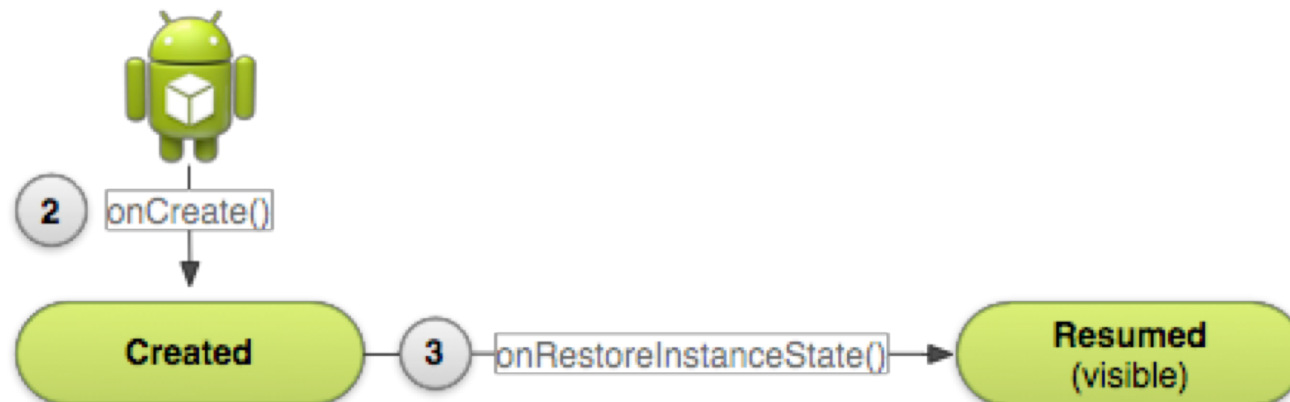 2
onCreate()
Created
3
onRestoreInstanceState()
Resumed
(visible)